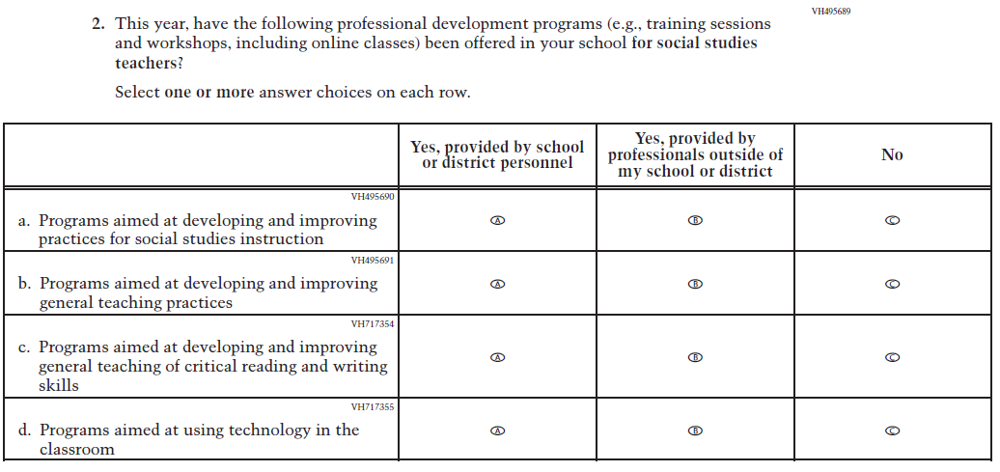 VH495689
2. This year, have the following professional development programs (e.g., training sessions
and workshops, including online classes) been offered in your school for social studies
teachers?
Select one or more answer choices on each row.
Yes, provided by school
or district personnel
Yes, provided by
professionals outside of
my school or district
No
VH495690
a. Programs aimed at developing and improving
practices for social studies instruction
A
B
C
VH495691
b. Programs aimed at developing and improving
general teaching practices
A
B
C
VH717354
c. Programs aimed at developing and improving
general teaching of critical reading and writing
skills
A
B
C
VH717355
d. Programs aimed at using technology in the
classroom
A
B
C